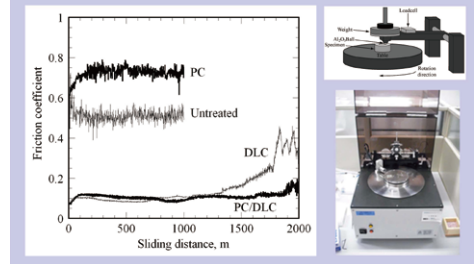 Friction coefficient
1
0.8
0.6
0.4
0.2
0
PC
Untreated
DLC
PC/DLC
0
500
1000
1500
2000
Sliding distance, m
Loadcell
Weight
Al2O3 Ball
Specimen
Rotation
direction